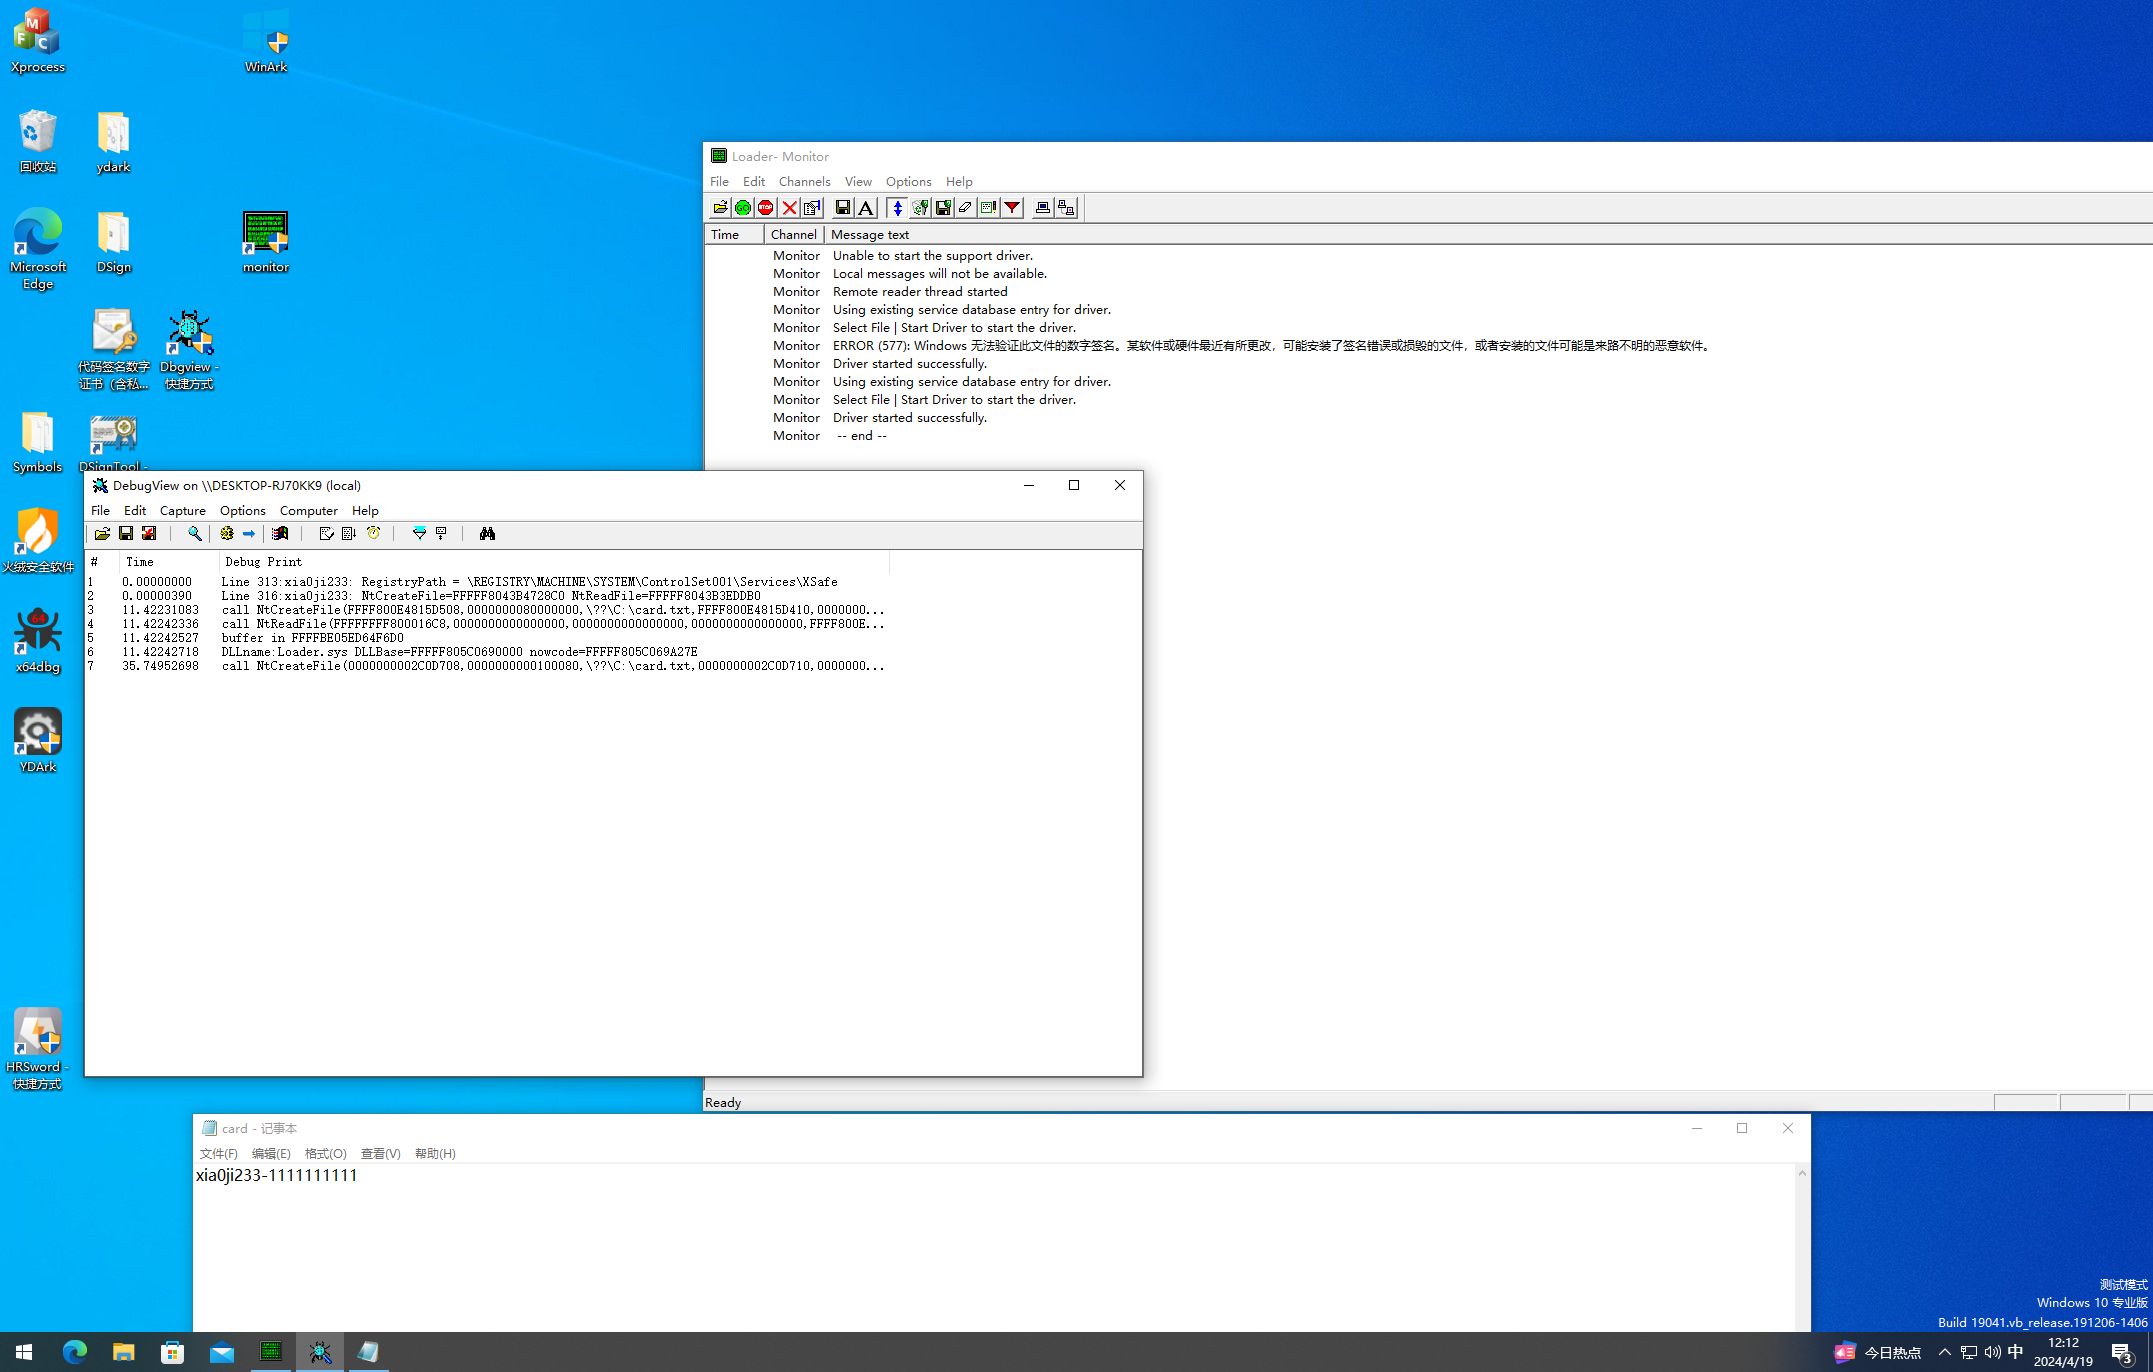 Xprocess
WinArk
回收站
ydark
Microsoft Edge
DSign
monitor
代码签名数字证书（含私...
Dbgview - 快捷方式
Symbols
DSignTool -
火绒安全软件
x64dbg
YDArk
HRSword - 快捷方式
Loader- Monitor
File Edit Channels View Options Help
Time Channel Message text
Monitor Unable to start the support driver.
Monitor Local messages will not be available.
Monitor Remote reader thread started
Monitor Using existing service database entry for driver.
Monitor Select File | Start Driver to start the driver.
Monitor ERROR (577): Windows 无法验证此文件的数字签名。某软件或硬件最近有所更改，可能安装了签名错误或损毁的文件，或者安装的文件可能是来路不明的恶意软件。
Monitor Driver started successfully.
Monitor Using existing service database entry for driver.
Monitor Select File | Start Driver to start the driver.
Monitor Driver started successfully.
Monitor -- end --
Ready
DebugView on \\DESKTOP-RJ70KK9 (local)
File Edit Capture Options Computer Help
# Time Debug Print
1 0.00000000 Line 313:xia0ji233: RegistryPath = \REGISTRY\MACHINE\SYSTEM\ControlSet001\Services\XSafe
2 0.00000390 Line 316:xia0ji233: NtCreateFile=FFFFF8043B4728C0 NtReadFile=FFFFF8043B3EDDB0
3 11.42231083 call NtCreateFile(FFFF800E4815D508,0000000080000000,\??\C:\card.txt,FFFF800E4815D410,0000000...
4 11.42242336 call NtReadFile(FFFFFFFF800016C8,0000000000000000,0000000000000000,0000000000000000,FFFF800E...
5 11.42242527 buffer in FFFFBE05ED64F6D0
6 11.42242718 DLLname:Loader.sys DLLBase=FFFFF805C0690000 nowcode=FFFFF805C069A27E
7 35.74952698 call NtCreateFile(0000000002C0D708,0000000000100080,\??\C:\card.txt,0000000002C0D710,0000000...
card - 记事本
文件(F) 编辑(E) 格式(O) 查看(V) 帮助(H)
xia0ji233-1111111111
测试模式
Windows 10 专业版
Build 19041.vb_release.191206-1406
今日热点
中
12:12
2024/4/19
3